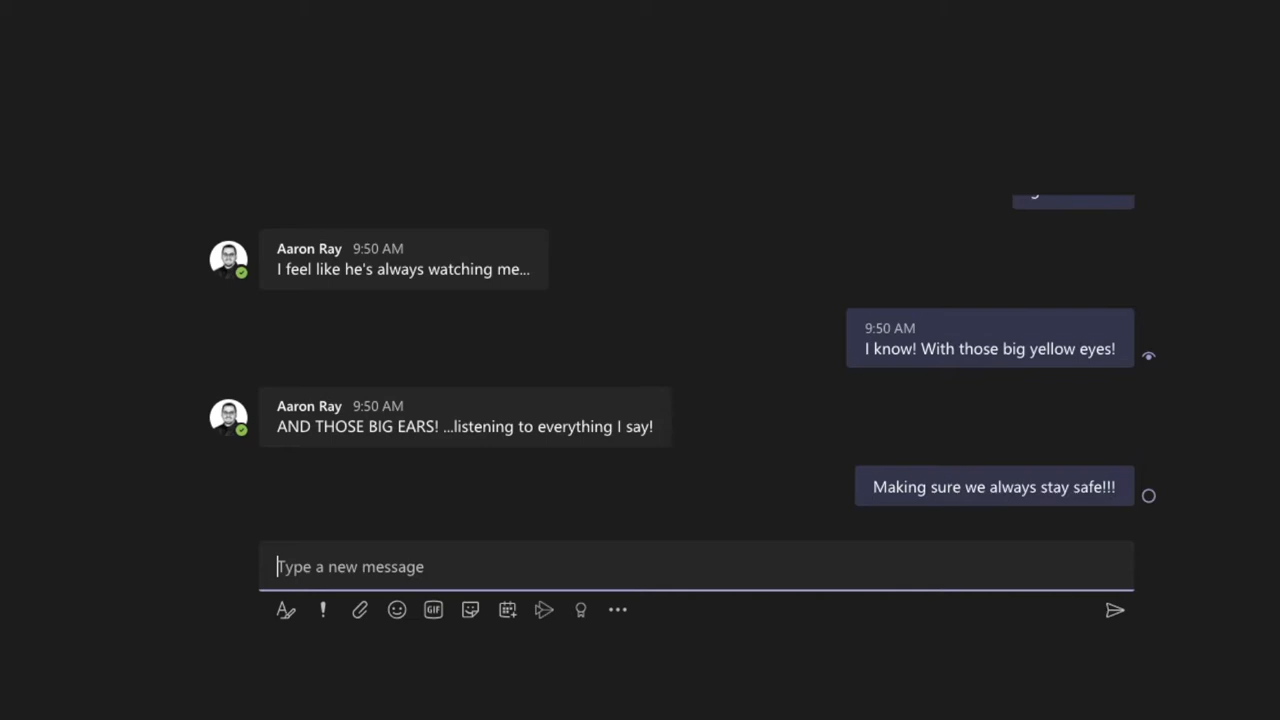 Aaron Ray 9:50 AM
I feel like he's always watching me...
9:50 AM
I know! With those big yellow eyes!
Aaron Ray 9:50 AM
AND THOSE BIG EARS! ...listening to everything I say!
Making sure we always stay safe!!!
Type a new message
GIF